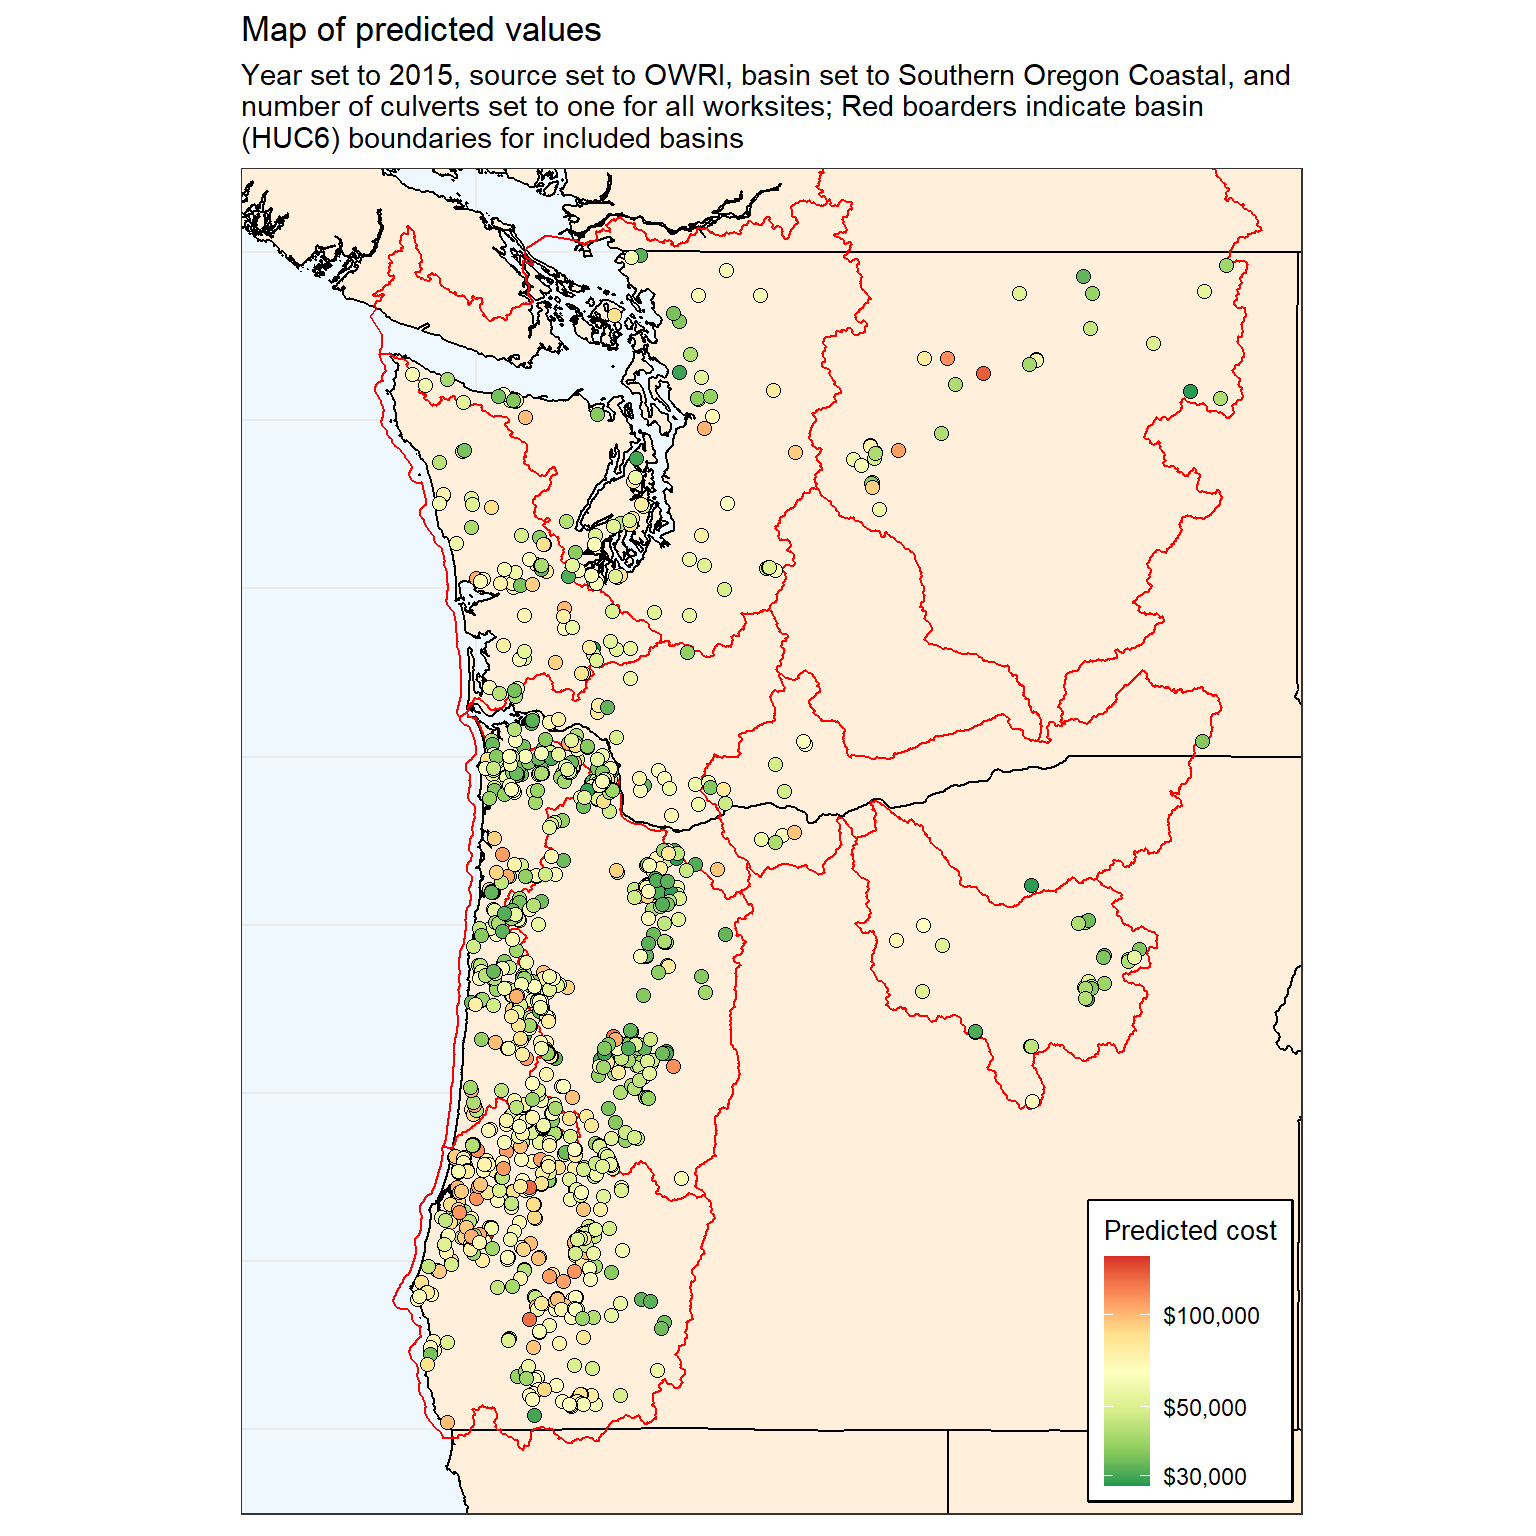 Map of predicted values
Year set to 2015, source set to OWRI, basin set to Southern Oregon Coastal, and
number of culverts set to one for all worksites; Red boarders indicate basin
(HUC6) boundaries for included basins
Predicted cost
$100,000
$50,000
$30,000